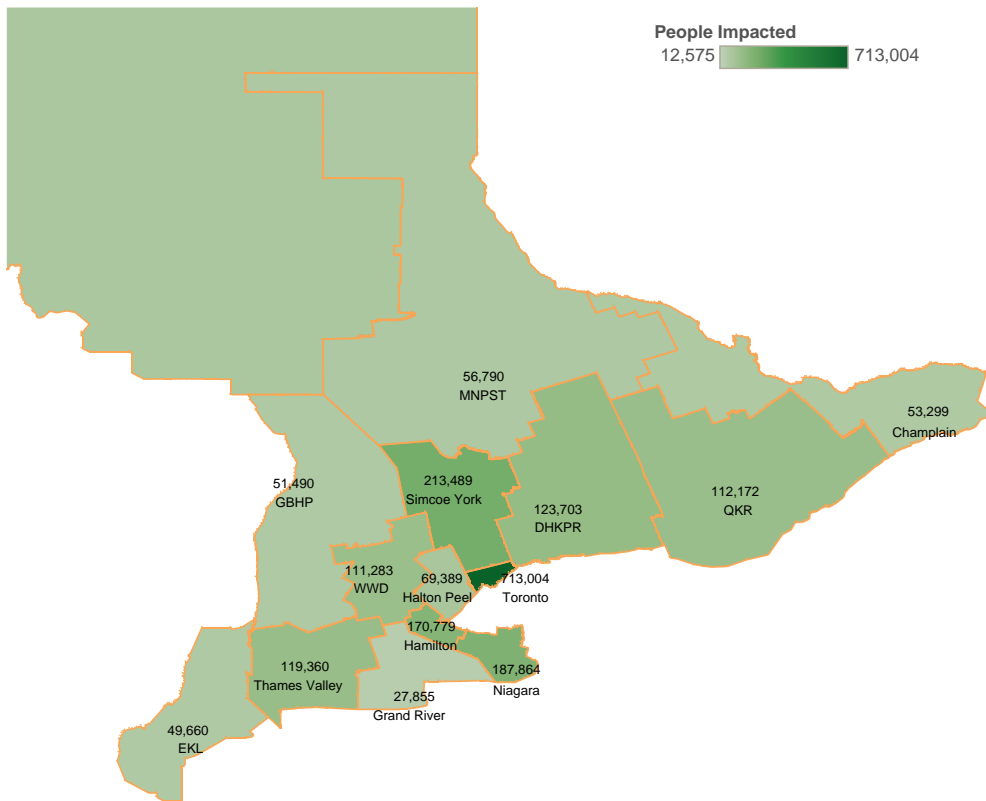 People Impacted
12,575 713,004
56,790
MNPST
53,299
Champlain
51,490
GBHP
213,489
Simcoe York
123,703
DHKPR
112,172
QKR
111,283
WWD
69,389
Halton Peel
713,004
Toronto
170,779
Hamilton
119,360
Thames Valley
187,864
Niagara
27,855
Grand River
49,660
EKL